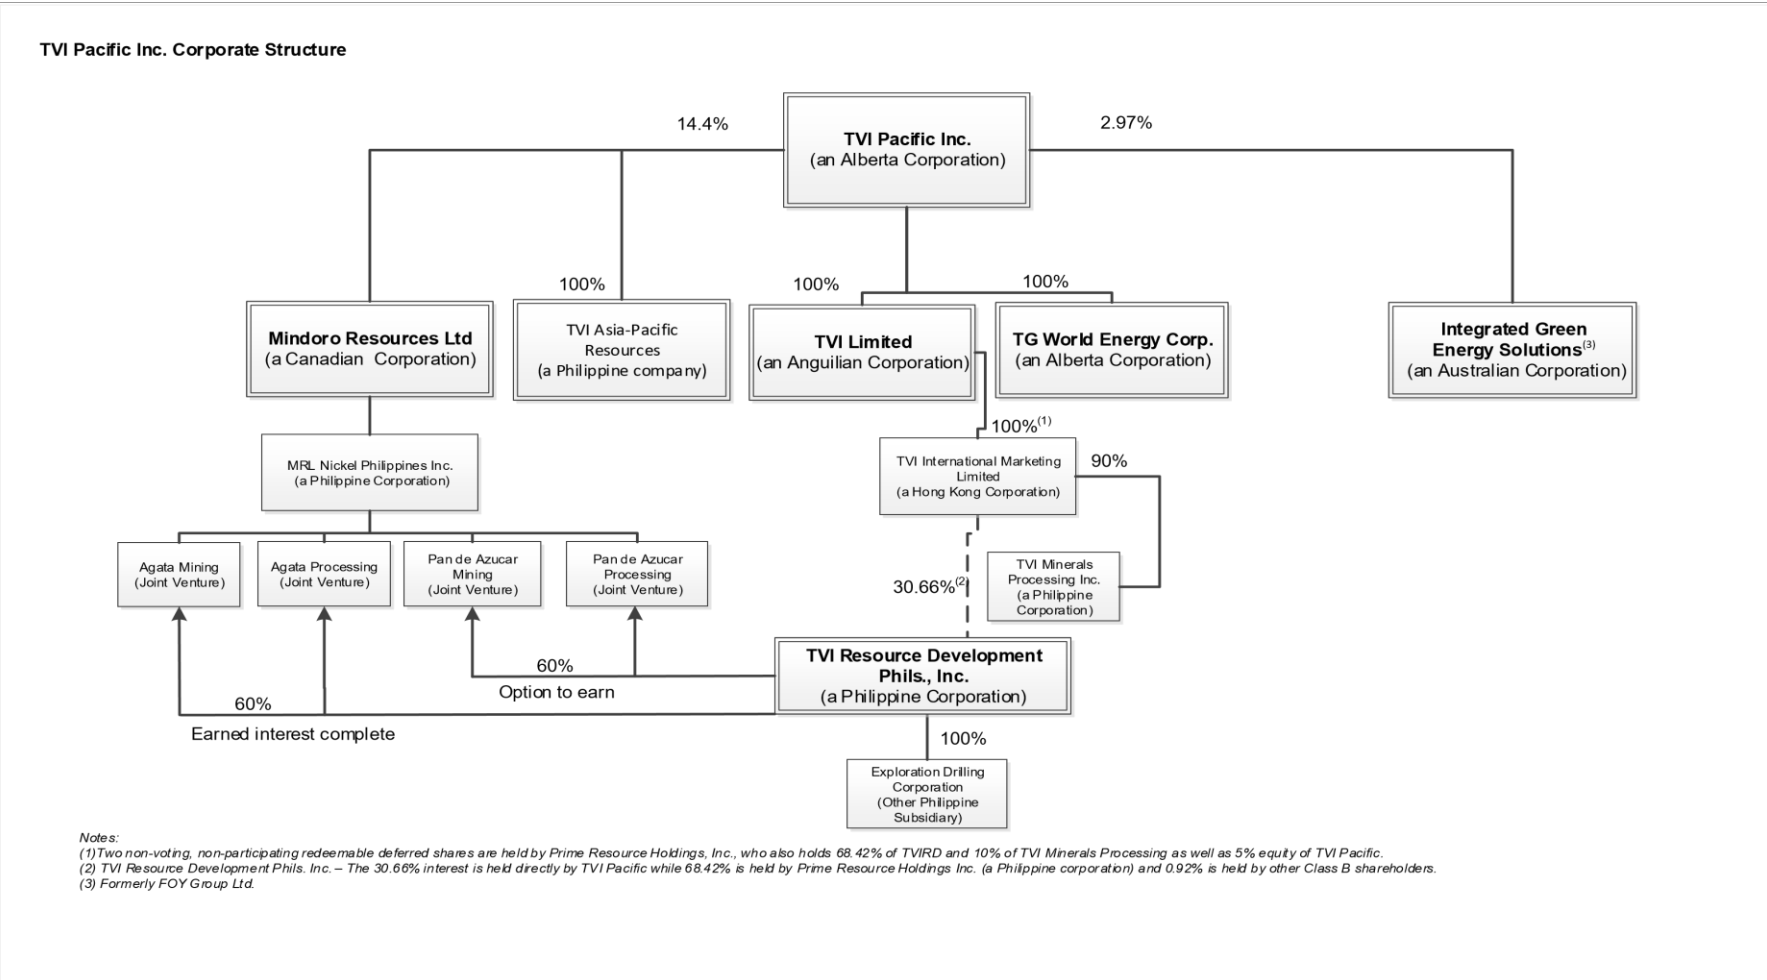 TVI Pacific Inc. Corporate Structure
14.4%
TVI Pacific Inc.
(an Alberta Corporation)
2.97%
100%
100%
100%
Mindoro Resources Ltd
(a Canadian Corporation)
TVI Asia-Pacific
Resources
(a Philippine company)
TVI Limited
(an Anguilian Corporation)
TG World Energy Corp.
(an Alberta Corporation)
Integrated Green
Energy Solutions(3)
(an Australian Corporation)
100%(1)
MRL Nickel Philippines Inc.
(a Philippine Corporation)
TVI International Marketing
Limited
(a Hong Kong Corporation)
90%
Agata Mining
(Joint Venture)
Agata Processing
(Joint Venture)
Pan de Azucar
Mining
(Joint Venture)
Pan de Azucar
Processing
(Joint Venture)
30.66%(2)
TVI Minerals
Processing Inc.
(a Philippine
Corporation)
60%
Option to earn
TVI Resource Development
Phils., Inc.
(a Philippine Corporation)
60%
Earned interest complete
100%
Exploration Drilling
Corporation
(Other Philippine
Subsidiary)
Notes:
(1)Two non-voting, non-participating redeemable deferred shares are held by Prime Resource Holdings, Inc., who also holds 68.42% of TVIRD and 10% of TVI Minerals Processing as well as 5% equity of TVI Pacific.
(2) TVI Resource Development Phils. Inc. – The 30.66% interest is held directly by TVI Pacific while 68.42% is held by Prime Resource Holdings Inc. (a Philippine corporation) and 0.92% is held by other Class B shareholders.
(3) Formerly FOY Group Ltd.